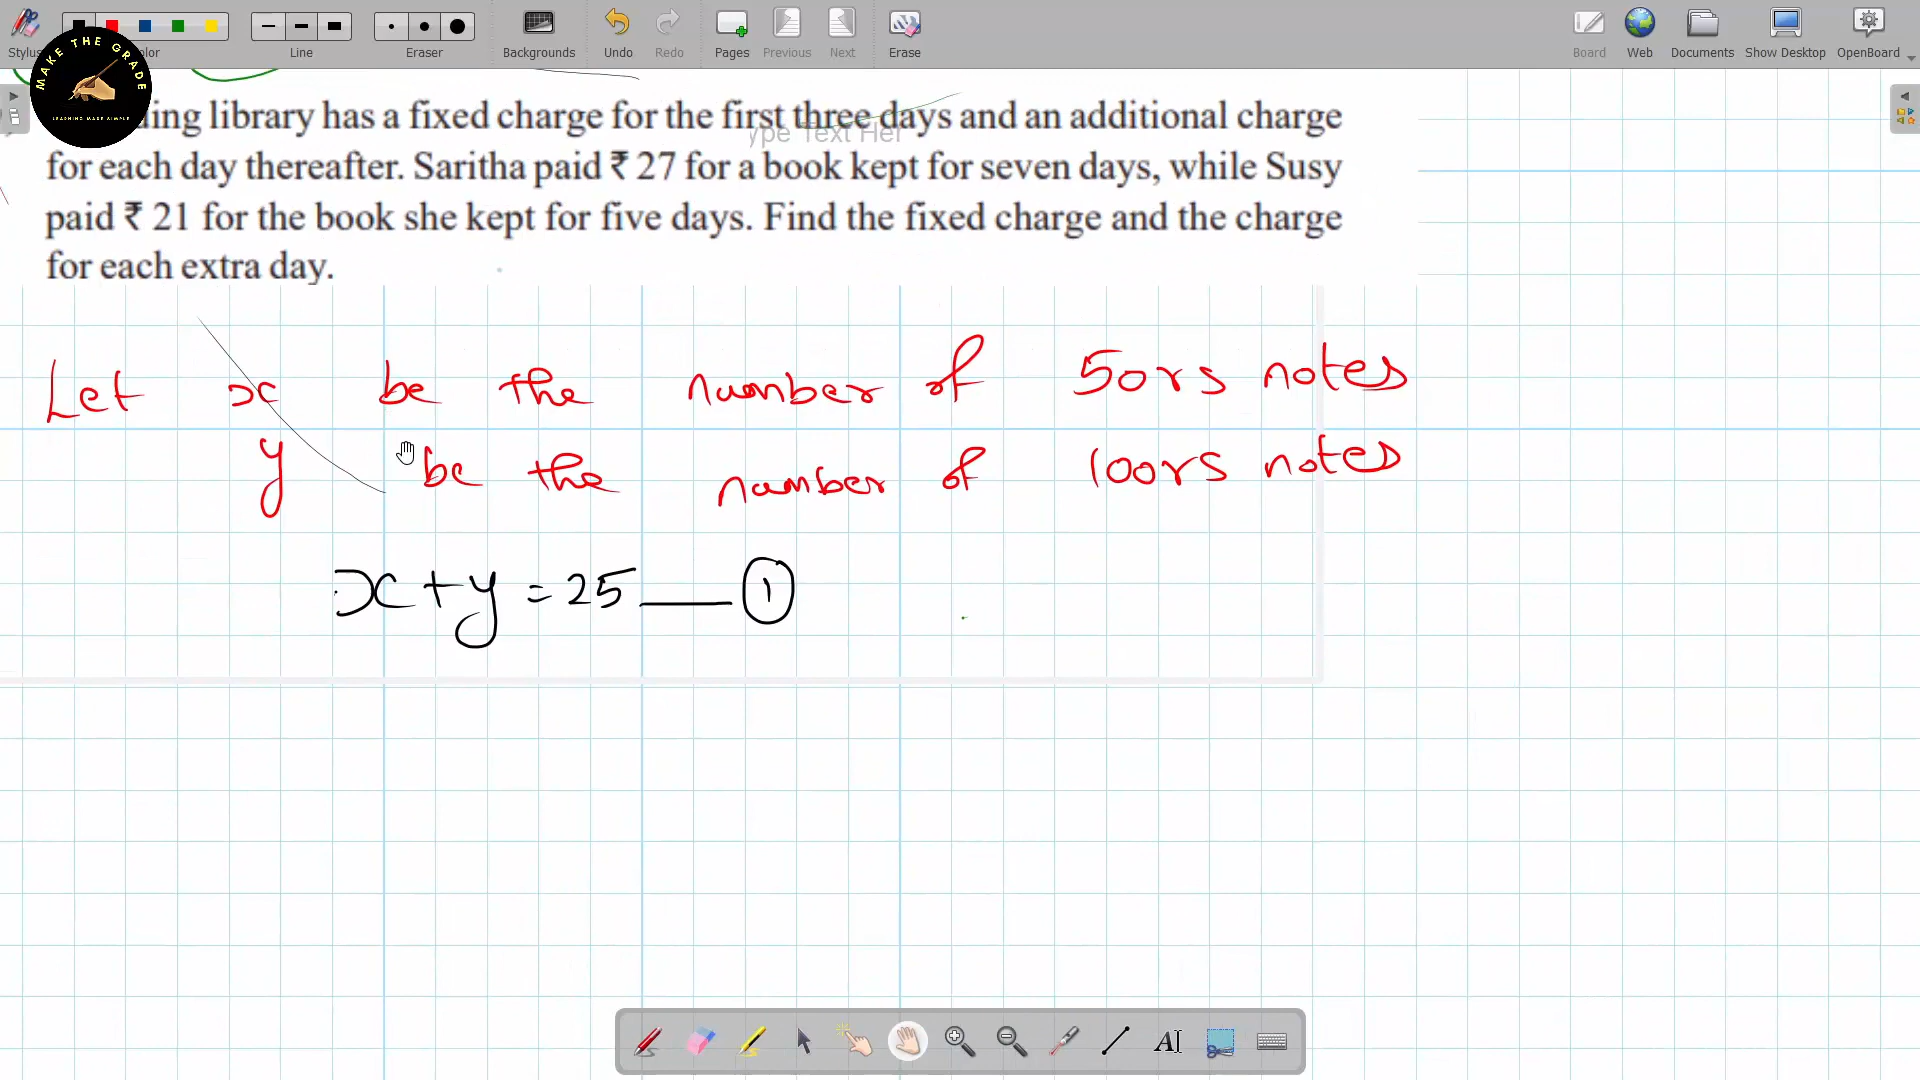 Stylus Color Line Eraser Backgrounds Undo Redo Pages Previous Next Erase Board Web Documents Show Desktop OpenBoard
MAKE THE GRADE
LEARNING MADE SIMPLE
library has a fixed charge for the first three days and an additional charge
for each day thereafter. Saritha paid ₹ 27 for a book kept for seven days, while Susy
paid ₹ 21 for the book she kept for five days. Find the fixed charge and the charge
for each extra day.
Let x be the number of 50rs notes
y be the number of 100rs notes
x+y=25 ___ ①